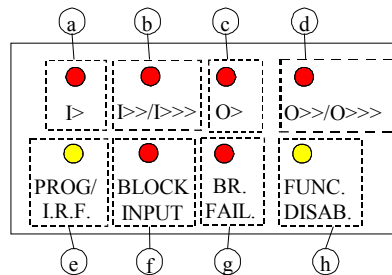 a b c d
I> I>>/I>>> O> O>>/O>>>
PROG/ BLOCK BR. FUNC.
I.R.F. INPUT FAIL. DISAB.
e f g h